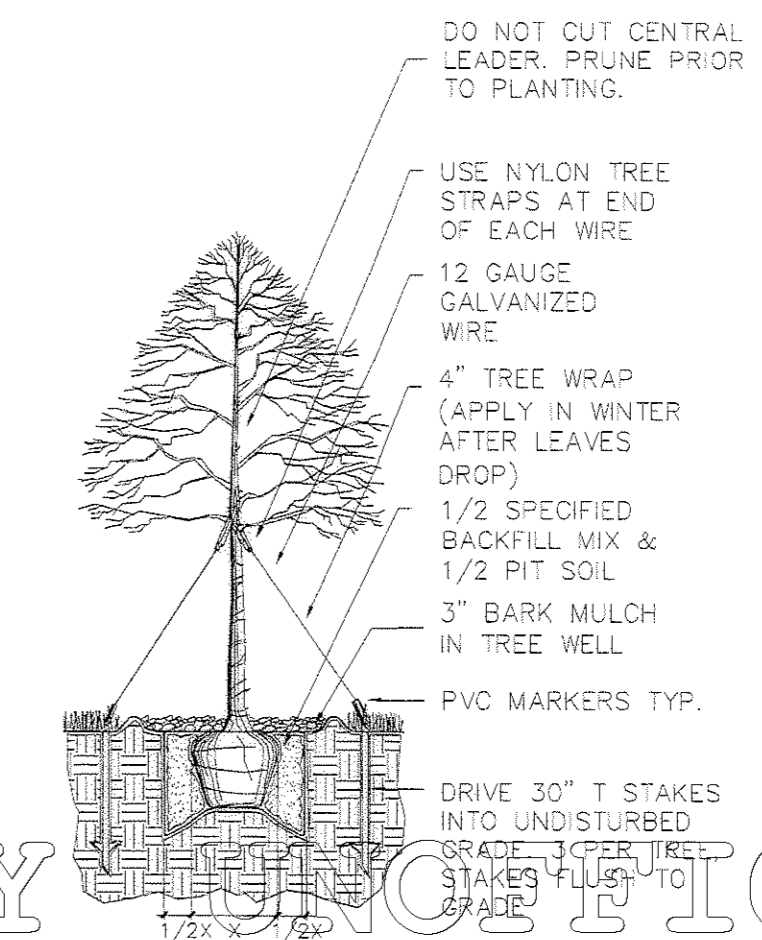 DO NOT CUT CENTRAL
LEADER. PRUNE PRIOR
TO PLANTING.
USE NYLON TREE
STRAPS AT END
OF EACH WIRE
12 GAUGE
GALVANIZED
WIRE
4" TREE WRAP
(APPLY IN WINTER
AFTER LEAVES
DROP)
1/2 SPECIFIED
BACKFILL MIX &
1/2 PIT SOIL
3" BARK MULCH
IN TREE WELL
PVC MARKERS TYP.
DRIVE 30" T STAKES
INTO UNDISTURBED
GRADE. 3 PER TREE,
STAKES FLUSH TO
GRADE
Y UNOFFIC
1/2X X 1/2X